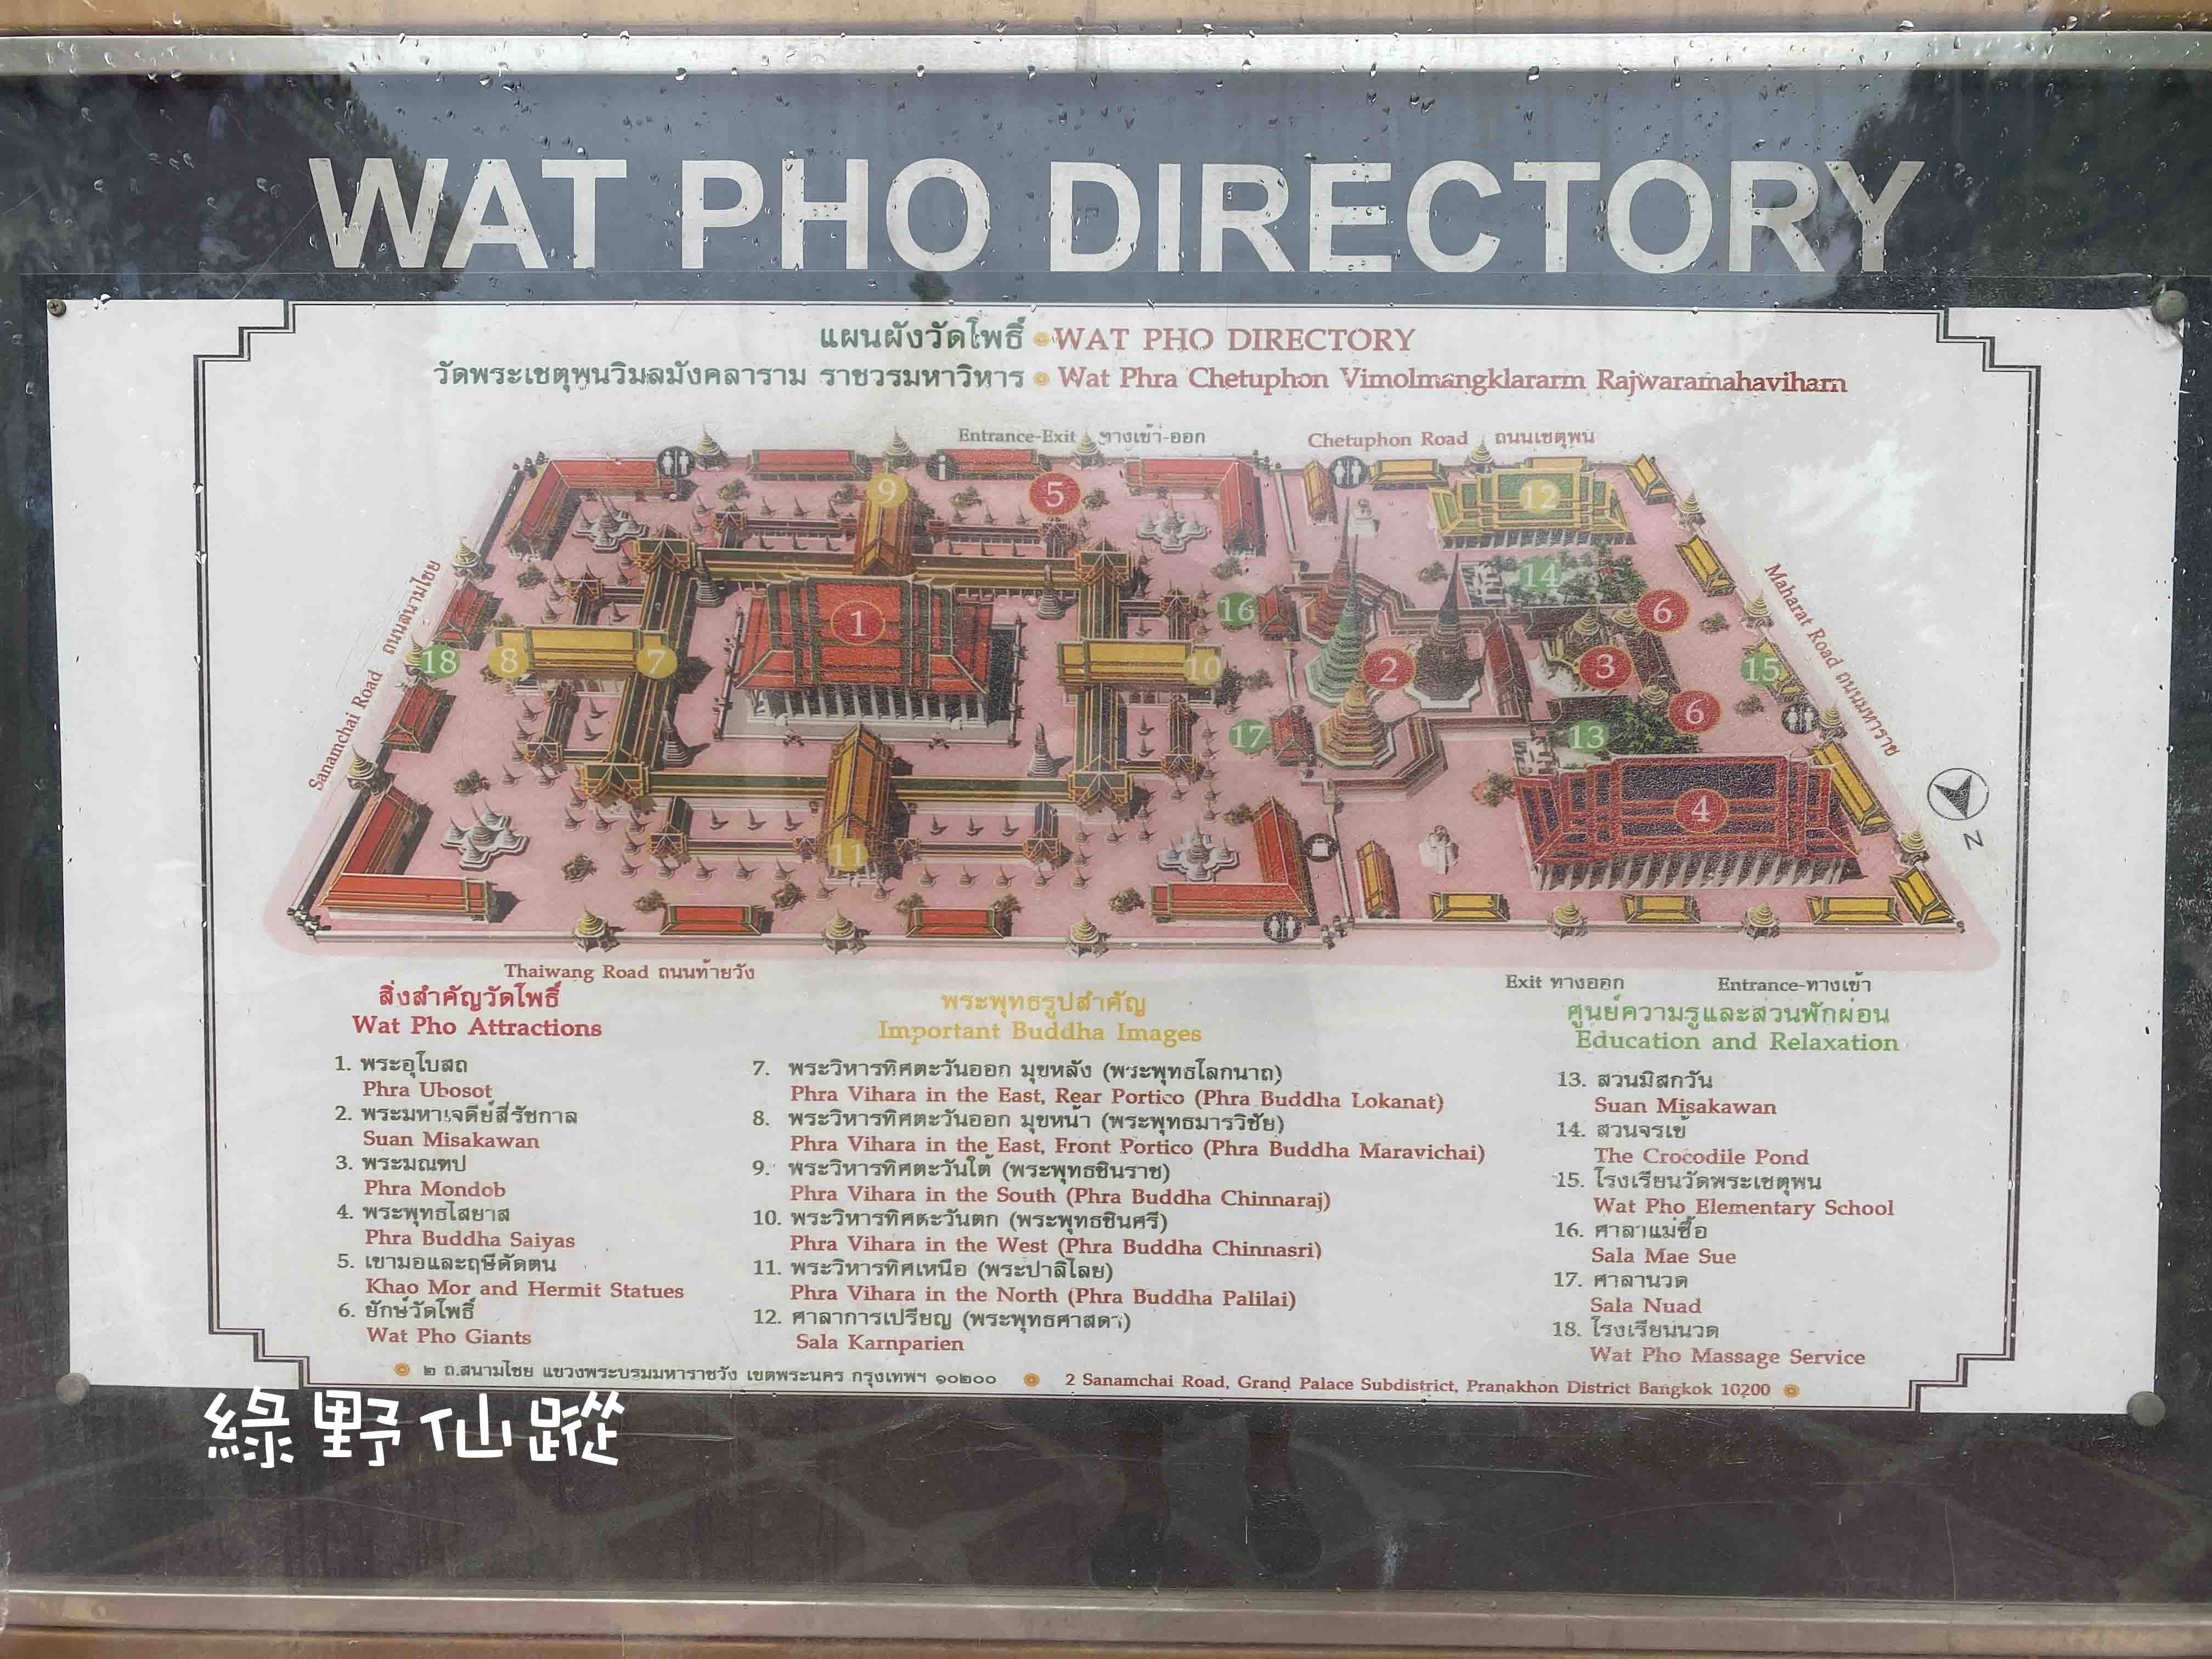 WAT PHO DIRECTORY
แผนผังวัดโพธิ์ WAT PHO DIRECTORY
วัดพระเชตุพนวิมลมังคลาราม ราชวรมหาวิหาร Wat Phra Chetuphon Vimolmangklararm Rajwaramahaviharn
Entrance-Exit ทางเข้า-ออก
Chetuphon Road ถนนเชตุพน
Sanamchai Road ถนนสนามไชย
Maharat Road ถนนมหาราช
9
5
12
14
1
16
6
18
8
7
10
2
3
15
17
13
6
4
11
N
Thaiwang Road ถนนท้ายวัง
Exit ทางออก
Entrance-ทางเข้า
สิ่งสำคัญวัดโพธิ์
Wat Pho Attractions
1. พระอุโบสถ
Phra Ubosot
2. พระมหาเจดีย์สี่รัชกาล
Suan Misakawan
3. พระมณฑป
Phra Mondob
4. พระพุทธไสยาส
Phra Buddha Saiyas
5. เขามอและฤษีดัดตน
Khao Mor and Hermit Statues
6. ยักษ์วัดโพธิ์
Wat Pho Giants
พระพุทธรูปสำคัญ
Important Buddha Images
7. พระวิหารทิศตะวันออก มุขหลัง (พระพุทธโลกนาถ)
Phra Vihara in the East, Rear Portico (Phra Buddha Lokanat)
8. พระวิหารทิศตะวันออก มุขหน้า (พระพุทธมารวิชัย)
Phra Vihara in the East, Front Portico (Phra Buddha Maravichai)
9. พระวิหารทิศตะวันใต้ (พระพุทธชินราช)
Phra Vihara in the South (Phra Buddha Chinnaraj)
10. พระวิหารทิศตะวันตก (พระพุทธชินศรี)
Phra Vihara in the West (Phra Buddha Chinnasri)
11. พระวิหารทิศเหนือ (พระปาลิไลย)
Phra Vihara in the North (Phra Buddha Palilai)
12. ศาลาการเปรียญ (พระพุทธศาสดา)
Sala Karnparien
ศูนย์ความรู้และส่วนพักผ่อน
Education and Relaxation
13. สวนมิสกวัน
Suan Misakawan
14. สวนจรเข้
The Crocodile Pond
15. โรงเรียนวัดพระเชตุพน
Wat Pho Elementary School
16. ศาลาแม่ซื้อ
Sala Mae Sue
17. ศาลานวด
Sala Nuad
18. โรงเรียนนวด
Wat Pho Massage Service
๒ ถ.สนามไชย แขวงพระบรมมหาราชวัง เขตพระนคร กรุงเทพฯ ๑๐๒๐๐ 2 Sanamchai Road, Grand Palace Subdistrict, Pranakhon District Bangkok 10200
綠野仙蹤